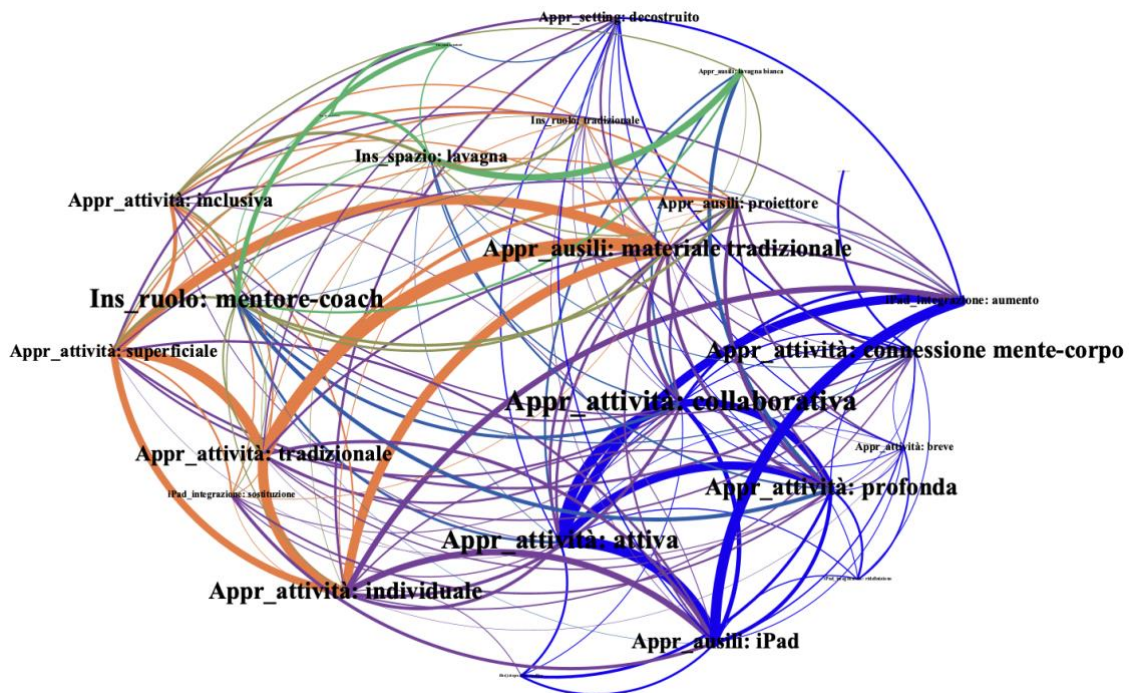 Appr_setting: decostruito
Appr_ausili: lavagna bianca
Ins_ruolo: tradizionale
Ins_spazio: lavagna
Appr_attività: inclusiva
Appr_ausili: proiettore
Appr_ausili: materiale tradizionale
Ins_ruolo: mentore-coach
iPad_integrazione: aumento
Appr_attività: superficiale
Appr_attività: connessione mente-corpo
Appr_attività: collaborativa
Appr_attività: tradizionale
Appr_attività: breve
iPad_integrazione: sostituzione
Appr_attività: profonda
Appr_attività: attiva
Appr_attività: individuale
Appr_ausili: iPad